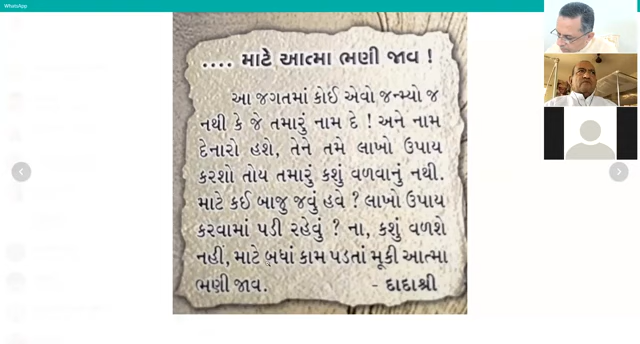 WhatsApp
.... માટે આત્મા ભણી જાવ !
આ જગતમાં કોઈ એવો જન્મ્યો જ
નથી કે જે તમારું નામ દે ! અને નામ
દેનારો હશે, તેને તમે લાખો ઉપાય
કરશો તોય તમારું કશું વળવાનું નથી.
માટે કઈ બાજુ જવું હવે ? લાખો ઉપાય
કરવામાં પડી રહેવું ? ના, કશું વળશે
નહીં, માટે બધાં કામ પડતાં મૂકી આત્મા
ભણી જાવ. - દાદાશ્રી